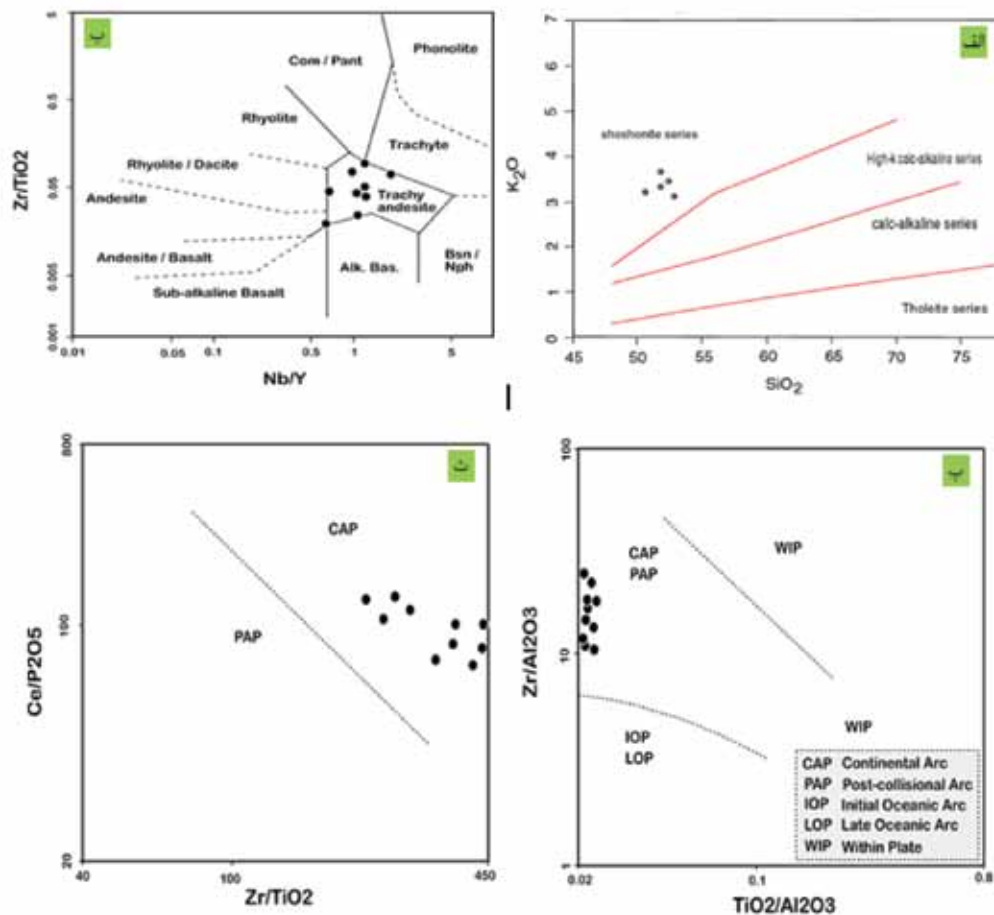 ب
5
0.5
0.05
0.005
0.001
Zr/TiO2
Com / Pant
Phonolite
Rhyolite
Trachyte
Rhyolite / Dacite
Andesite
Trachy
andesite
Andesite / Basalt
Alk. Bas.
Bsn /
Nph
Sub-alkaline Basalt
0.01
0.05
0.1
0.5
1
5
Nb/Y
الف
7
6
5
4
3
2
1
0
K2O
shoshonite series
High-k calc-alkaline series
calc-alkaline series
Tholeite series
45
55
60
65
70
75
SiO2
ث
800
100
20
Ce/P2O5
CAP
PAP
40
100
450
Zr/TiO2
100
10
1
Zr/Al2O3
CAP
PAP
WIP
WIP
IOP
LOP
CAP Continental Arc
PAP Post-collisional Arc
IOP Initial Oceanic Arc
LOP Late Oceanic Arc
WIP Within Plate
0.02
0.1
0.8
TiO2/Al2O3